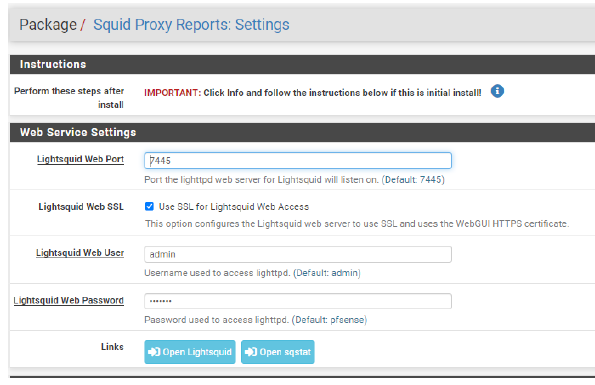 Package / Squid Proxy Reports: Settings
Instructions
Perform these steps after install
IMPORTANT: Click Info and follow the instructions below if this is initial install!
Web Service Settings
Lightsquid Web Port
7445
Port the lighttpd web server for Lightsquid will listen on. (Default: 7445)
Lightsquid Web SSL
Use SSL for Lightsquid Web Access
This option configures the Lightsquid web server to use SSL and uses the WebGUI HTTPS certificate.
Lightsquid Web User
admin
Username used to access lighttpd. (Default: admin)
Lightsquid Web Password
•••••••
Password used to access lighttpd. (Default: pfsense)
Links
Open Lightsquid
Open sqstat